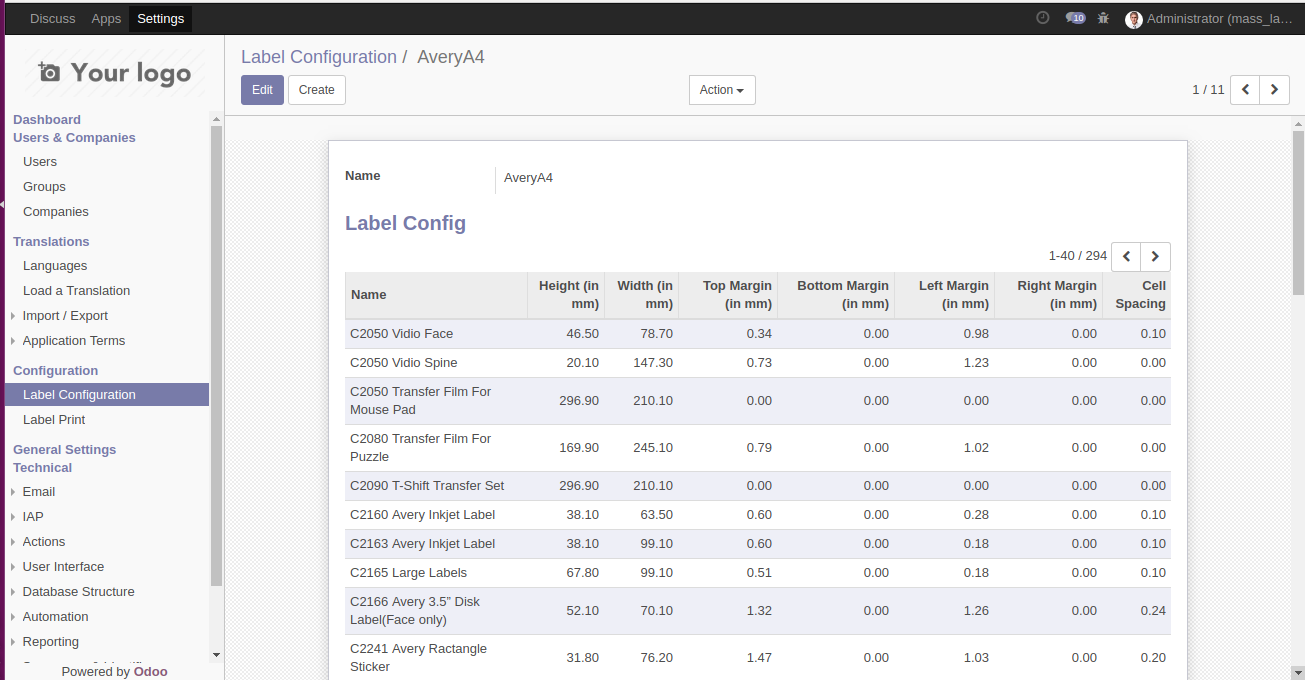 Discuss Apps Settings 10 Administrator (mass_la...
Your logo
Dashboard
Users & Companies
Users
Groups
Companies
Translations
Languages
Load a Translation
Import / Export
Application Terms
Configuration
Label Configuration
Label Print
General Settings
Technical
Email
IAP
Actions
User Interface
Database Structure
Automation
Reporting
Powered by Odoo
Label Configuration / AveryA4
Edit Create Action 1 / 11
Name AveryA4
Label Config
1-40 / 294
Name Height (in mm) Width (in mm) Top Margin (in mm) Bottom Margin (in mm) Left Margin (in mm) Right Margin (in mm) Cell Spacing
C2050 Vidio Face 46.50 78.70 0.34 0.00 0.98 0.00 0.10
C2050 Vidio Spine 20.10 147.30 0.73 0.00 1.23 0.00 0.00
C2050 Transfer Film For Mouse Pad 296.90 210.10 0.00 0.00 0.00 0.00 0.00
C2080 Transfer Film For Puzzle 169.90 245.10 0.79 0.00 1.02 0.00 0.00
C2090 T-Shift Transfer Set 296.90 210.10 0.00 0.00 0.00 0.00 0.00
C2160 Avery Inkjet Label 38.10 63.50 0.60 0.00 0.28 0.00 0.10
C2163 Avery Inkjet Label 38.10 99.10 0.60 0.00 0.18 0.00 0.10
C2165 Large Labels 67.80 99.10 0.51 0.00 0.18 0.00 0.10
C2166 Avery 3.5” Disk Label(Face only) 52.10 70.10 1.32 0.00 1.26 0.00 0.24
C2241 Avery Ractangle Sticker 31.80 76.20 1.47 0.00 1.03 0.00 0.20